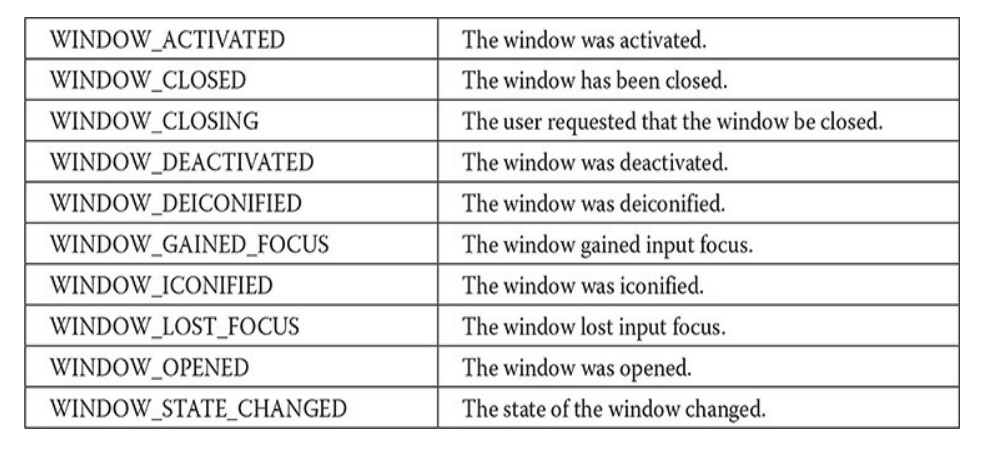 WINDOW_ACTIVATED The window was activated.
WINDOW_CLOSED The window has been closed.
WINDOW_CLOSING The user requested that the window be closed.
WINDOW_DEACTIVATED The window was deactivated.
WINDOW_DEICONIFIED The window was deiconified.
WINDOW_GAINED_FOCUS The window gained input focus.
WINDOW_ICONIFIED The window was iconified.
WINDOW_LOST_FOCUS The window lost input focus.
WINDOW_OPENED The window was opened.
WINDOW_STATE_CHANGED The state of the window changed.